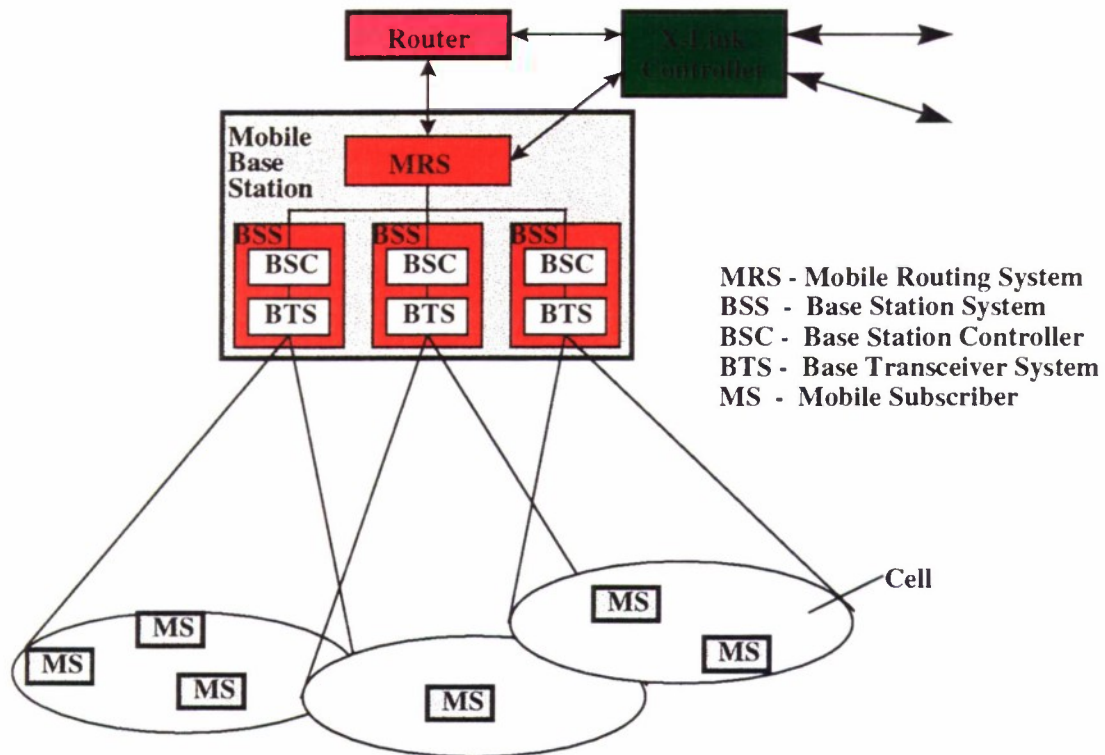 Router
X-Link
Controller
Mobile
Base
Station
MRS
BSS
BSS
BSS
BSC
BSC
BSC
BTS
BTS
BTS
MRS - Mobile Routing System
BSS - Base Station System
BSC - Base Station Controller
BTS - Base Transceiver System
MS - Mobile Subscriber
Cell
MS
MS
MS
MS
MS
MS